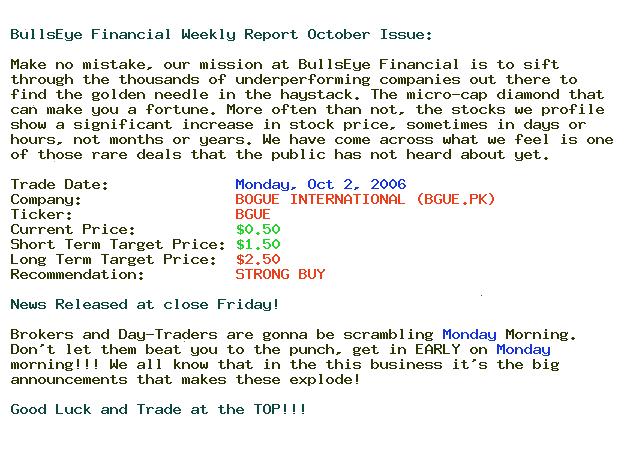 BullsEye Financial Weekly Report October Issue:
Make no mistake, our mission at BullsEye Financial is to sift
through the thousands of underperforming companies out there to
find the golden needle in the haystack. The micro-cap diamond that
can make you a fortune. More often than not, the stocks we profile
show a significant increase in stock price, sometimes in days or
hours, not months or years. We have come across what we feel is one
of those rare deals that the public has not heard about yet.
Trade Date: Monday, Oct 2, 2006
Company: BOGUE INTERNATIONAL (BGUE.PK)
Ticker: BGUE
Current Price: $0.50
Short Term Target Price: $1.50
Long Term Target Price: $2.50
Recommendation: STRONG BUY
News Released at close Friday!
Brokers and Day-Traders are gonna be scrambling Monday Morning.
Don't let them beat you to the punch, get in EARLY on Monday
morning!!! We all know that in the this business it's the big
announcements that makes these explode!
Good Luck and Trade at the TOP!!!